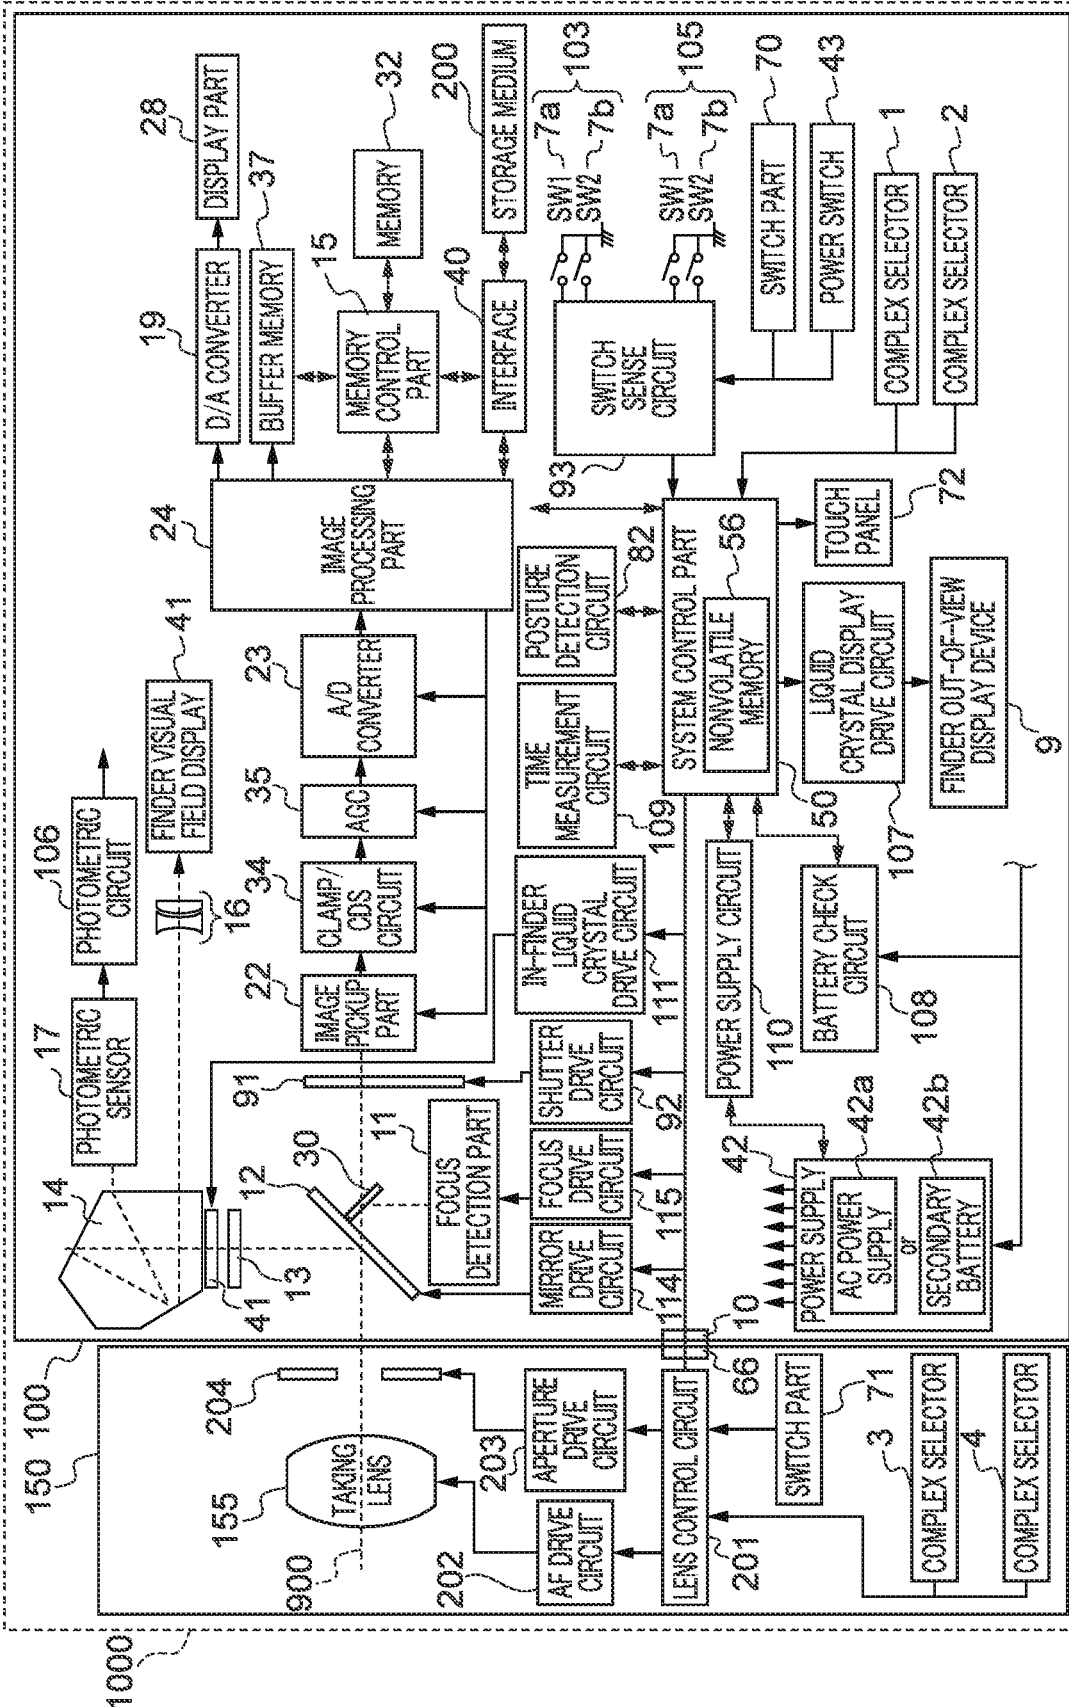 1000
150
100
900
155
TAKING
LENS
204
202
AF DRIVE
CIRCUIT
203
APERTURE
DRIVE
CIRCUIT
LENS CONTROL CIRCUIT
201
66
10
SWITCH PART
71
3
COMPLEX SELECTOR
4
COMPLEX SELECTOR
14
41
13
17
PHOTOMETRIC
SENSOR
106
PHOTOMETRIC
CIRCUIT
16
FINDER VISUAL
FIELD DISPLAY
41
12
30
91
11
FOCUS
DETECTION PART
22
IMAGE
PICKUP
PART
34
CLAMP/
CDS
CIRCUIT
35
AGC
23
A/D
CONVERTER
24
IMAGE
PROCESSING
PART
19
D/A CONVERTER
28
DISPLAY PART
37
BUFFER MEMORY
15
MEMORY
CONTROL
PART
32
MEMORY
40
INTERFACE
200
STORAGE MEDIUM
MIRROR
DRIVE
CIRCUIT
114
FOCUS
DRIVE
CIRCUIT
115
SHUTTER
DRIVE
CIRCUIT
92
IN-FINDER
LIQUID
CRYSTAL
DRIVE CIRCUIT
111
TIME
MEASUREMENT
CIRCUIT
109
POSTURE
DETECTION
CIRCUIT
82
SYSTEM CONTROL PART
56
NONVOLATILE
MEMORY
50
SWITCH
SENSE
CIRCUIT
93
SW1
7a
SW2
7b
103
SW1
7a
SW2
7b
105
SWITCH PART
70
POWER SWITCH
43
COMPLEX SELECTOR
1
COMPLEX SELECTOR
2
TOUCH
PANEL
72
LIQUID
CRYSTAL DISPLAY
DRIVE CIRCUIT
107
FINDER OUT-OF-VIEW
DISPLAY DEVICE
9
POWER SUPPLY CIRCUIT
110
BATTERY CHECK
CIRCUIT
108
42
POWER SUPPLY
42a
AC POWER
SUPPLY
or
42b
SECONDARY
BATTERY